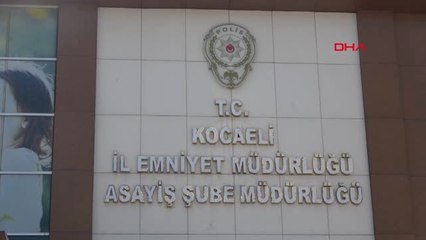 DHA
POLİS
T.C.
KOCAELİ
İL EMNİYET MÜDÜRLÜĞÜ
ASAYİŞ ŞUBE MÜDÜRLÜĞÜ